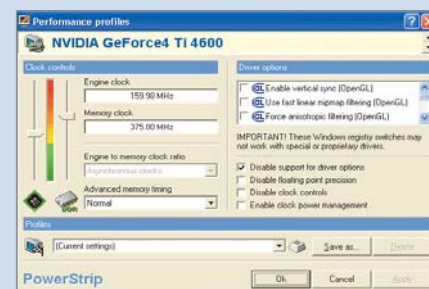 Performance profiles
NVIDIA GeForce4 Ti 4600
Clock controls
Engine clock
159.98 MHz
Memory clock
375.00 MHz
Engine to memory clock ratio
Asynchronous clocks
Advanced memory timing
Normal
Driver options
Enable vertical sync (OpenGL)
Use fast linear mipmap filtering (OpenGL)
Force anisotropic filtering (OpenGL)
IMPORTANT! These Windows registry switches may
not work with special or proprietary drivers.
Disable support for driver options
Disable floating point precision
Disable clock controls
Enable clock power management
Profiles
(Current settings)
Save as...
Delete
PowerStrip
Ok
Cancel
Apply